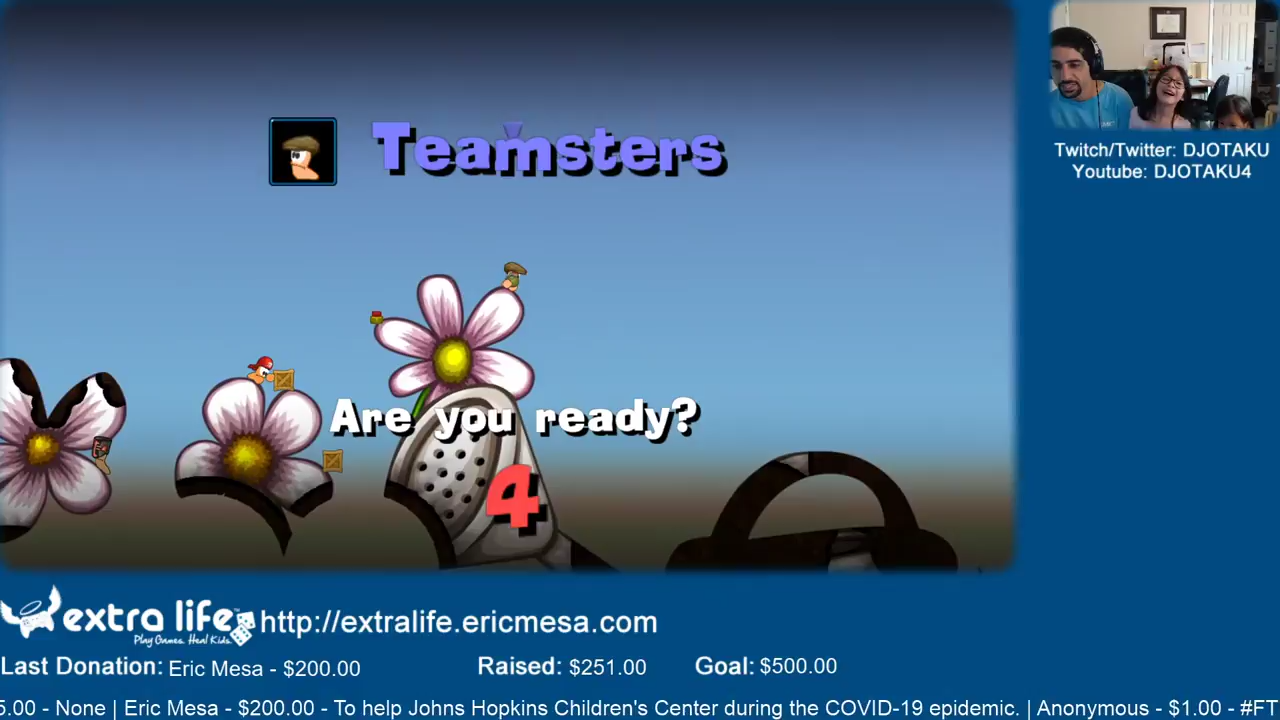 Teamsters
Are you ready?
4
Twitch/Twitter: DJOTAKU
Youtube: DJOTAKU4
extra life
Play Games. Heal Kids.
http://extralife.ericmesa.com
Last Donation: Eric Mesa - $200.00 Raised: $251.00 Goal: $500.00
5.00 - None | Eric Mesa - $200.00 - To help Johns Hopkins Children's Center during the COVID-19 epidemic. | Anonymous - $1.00 - #FT